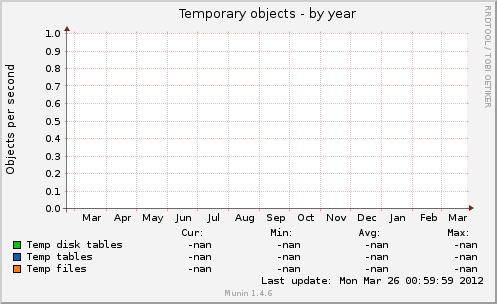 Temporary objects - by year
RRDTOOL / TOBI OETIKER
Objects per second
1.0
0.9
0.8
0.7
0.6
0.5
0.4
0.3
0.2
0.1
0.0
Mar Apr May Jun Jul Aug Sep Oct Nov Dec Jan Feb Mar
Cur: Min: Avg: Max:
Temp disk tables -nan -nan -nan -nan
Temp tables -nan -nan -nan -nan
Temp files -nan -nan -nan -nan
Last update: Mon Mar 26 00:59:59 2012
Munin 1.4.6